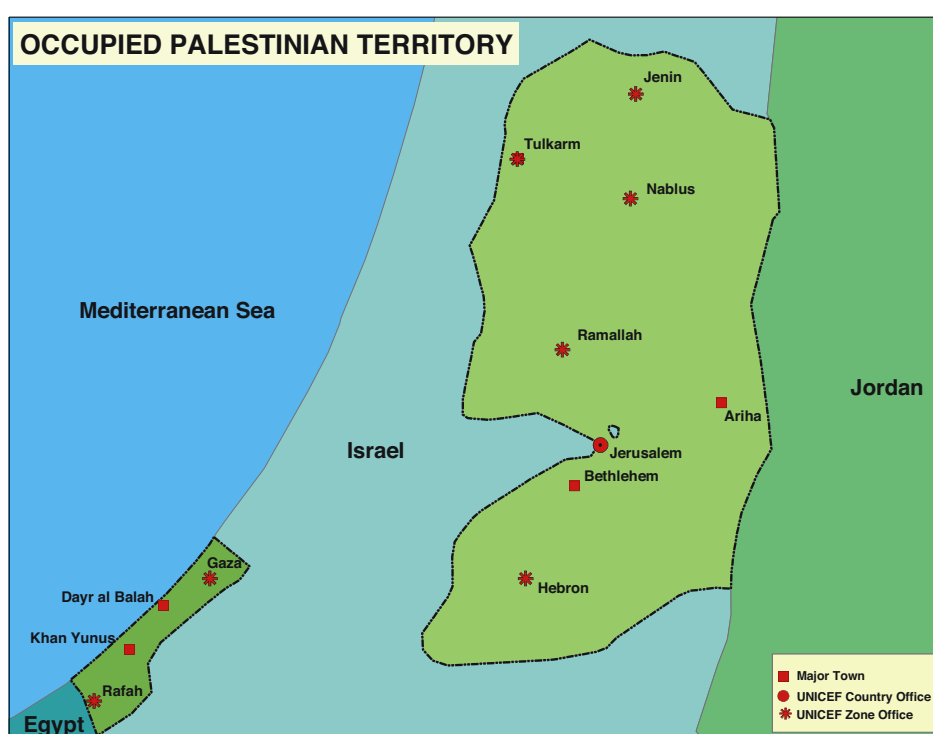 OCCUPIED PALESTINIAN TERRITORY
Jenin
Tulkarm
Nablus
Mediterranean Sea
Ramallah
Jordan
Ariha
Israel
Jerusalem
Bethlehem
Gaza
Hebron
Dayr al Balah
Khan Yunus
Rafah
Egypt
Major Town
UNICEF Country Office
UNICEF Zone Office